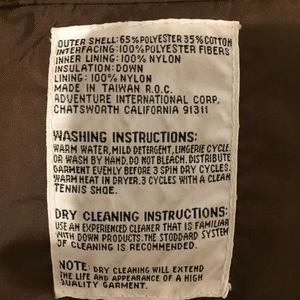 OUTER SHELL: 65% POLYESTER 35% COTTON
INTERFACING: 100% POLYESTER FIBERS
INNER LINING: 100% NYLON
INSULATION: DOWN
LINING: 100% NYLON
MADE IN TAIWAN R.O.C.
ADVENTURE INTERNATIONAL CORP.
CHATSWORTH CALIFORNIA 91311
WASHING INSTRUCTIONS:
WARM WATER, MILD DETERGENT, LINGERIE CYCLE,
OR WASH BY HAND. DO NOT BLEACH. DISTRIBUTE
GARMENT EVENLY BEFORE 3 SPIN DRY CYCLES.
WARM HEAT IN DRYER. 3 CYCLES WITH A CLEAN
TENNIS SHOE.
DRY CLEANING INSTRUCTIONS:
USE AN EXPERIENCED CLEANER THAT IS FAMILIAR
WITH DOWN PRODUCTS. THE STODDARD SYSTEM
OF CLEANING IS RECOMMENDED.
NOTE: DRY CLEANING WILL EXTEND
THE LIFE AND APPEARANCE OF A HIGH
QUALITY GARMENT.